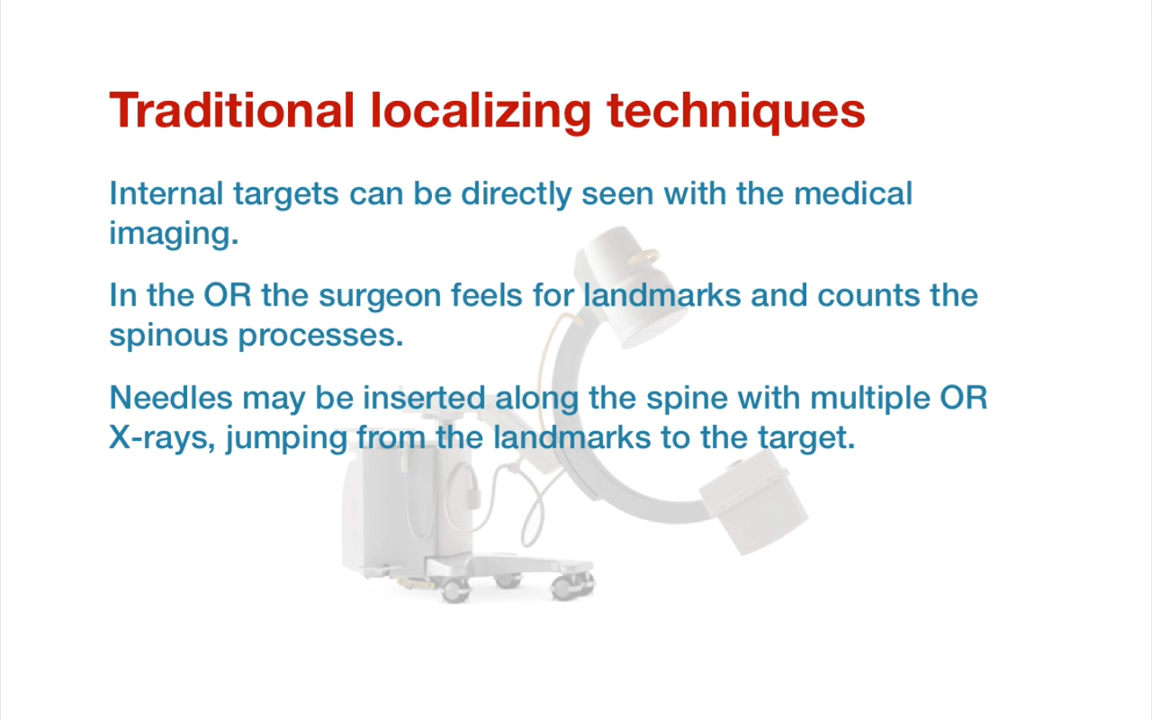 Traditional localizing techniques
Internal targets can be directly seen with the medical
imaging.
In the OR the surgeon feels for landmarks and counts the
spinous processes.
Needles may be inserted along the spine with multiple OR
X-rays, jumping from the landmarks to the target.